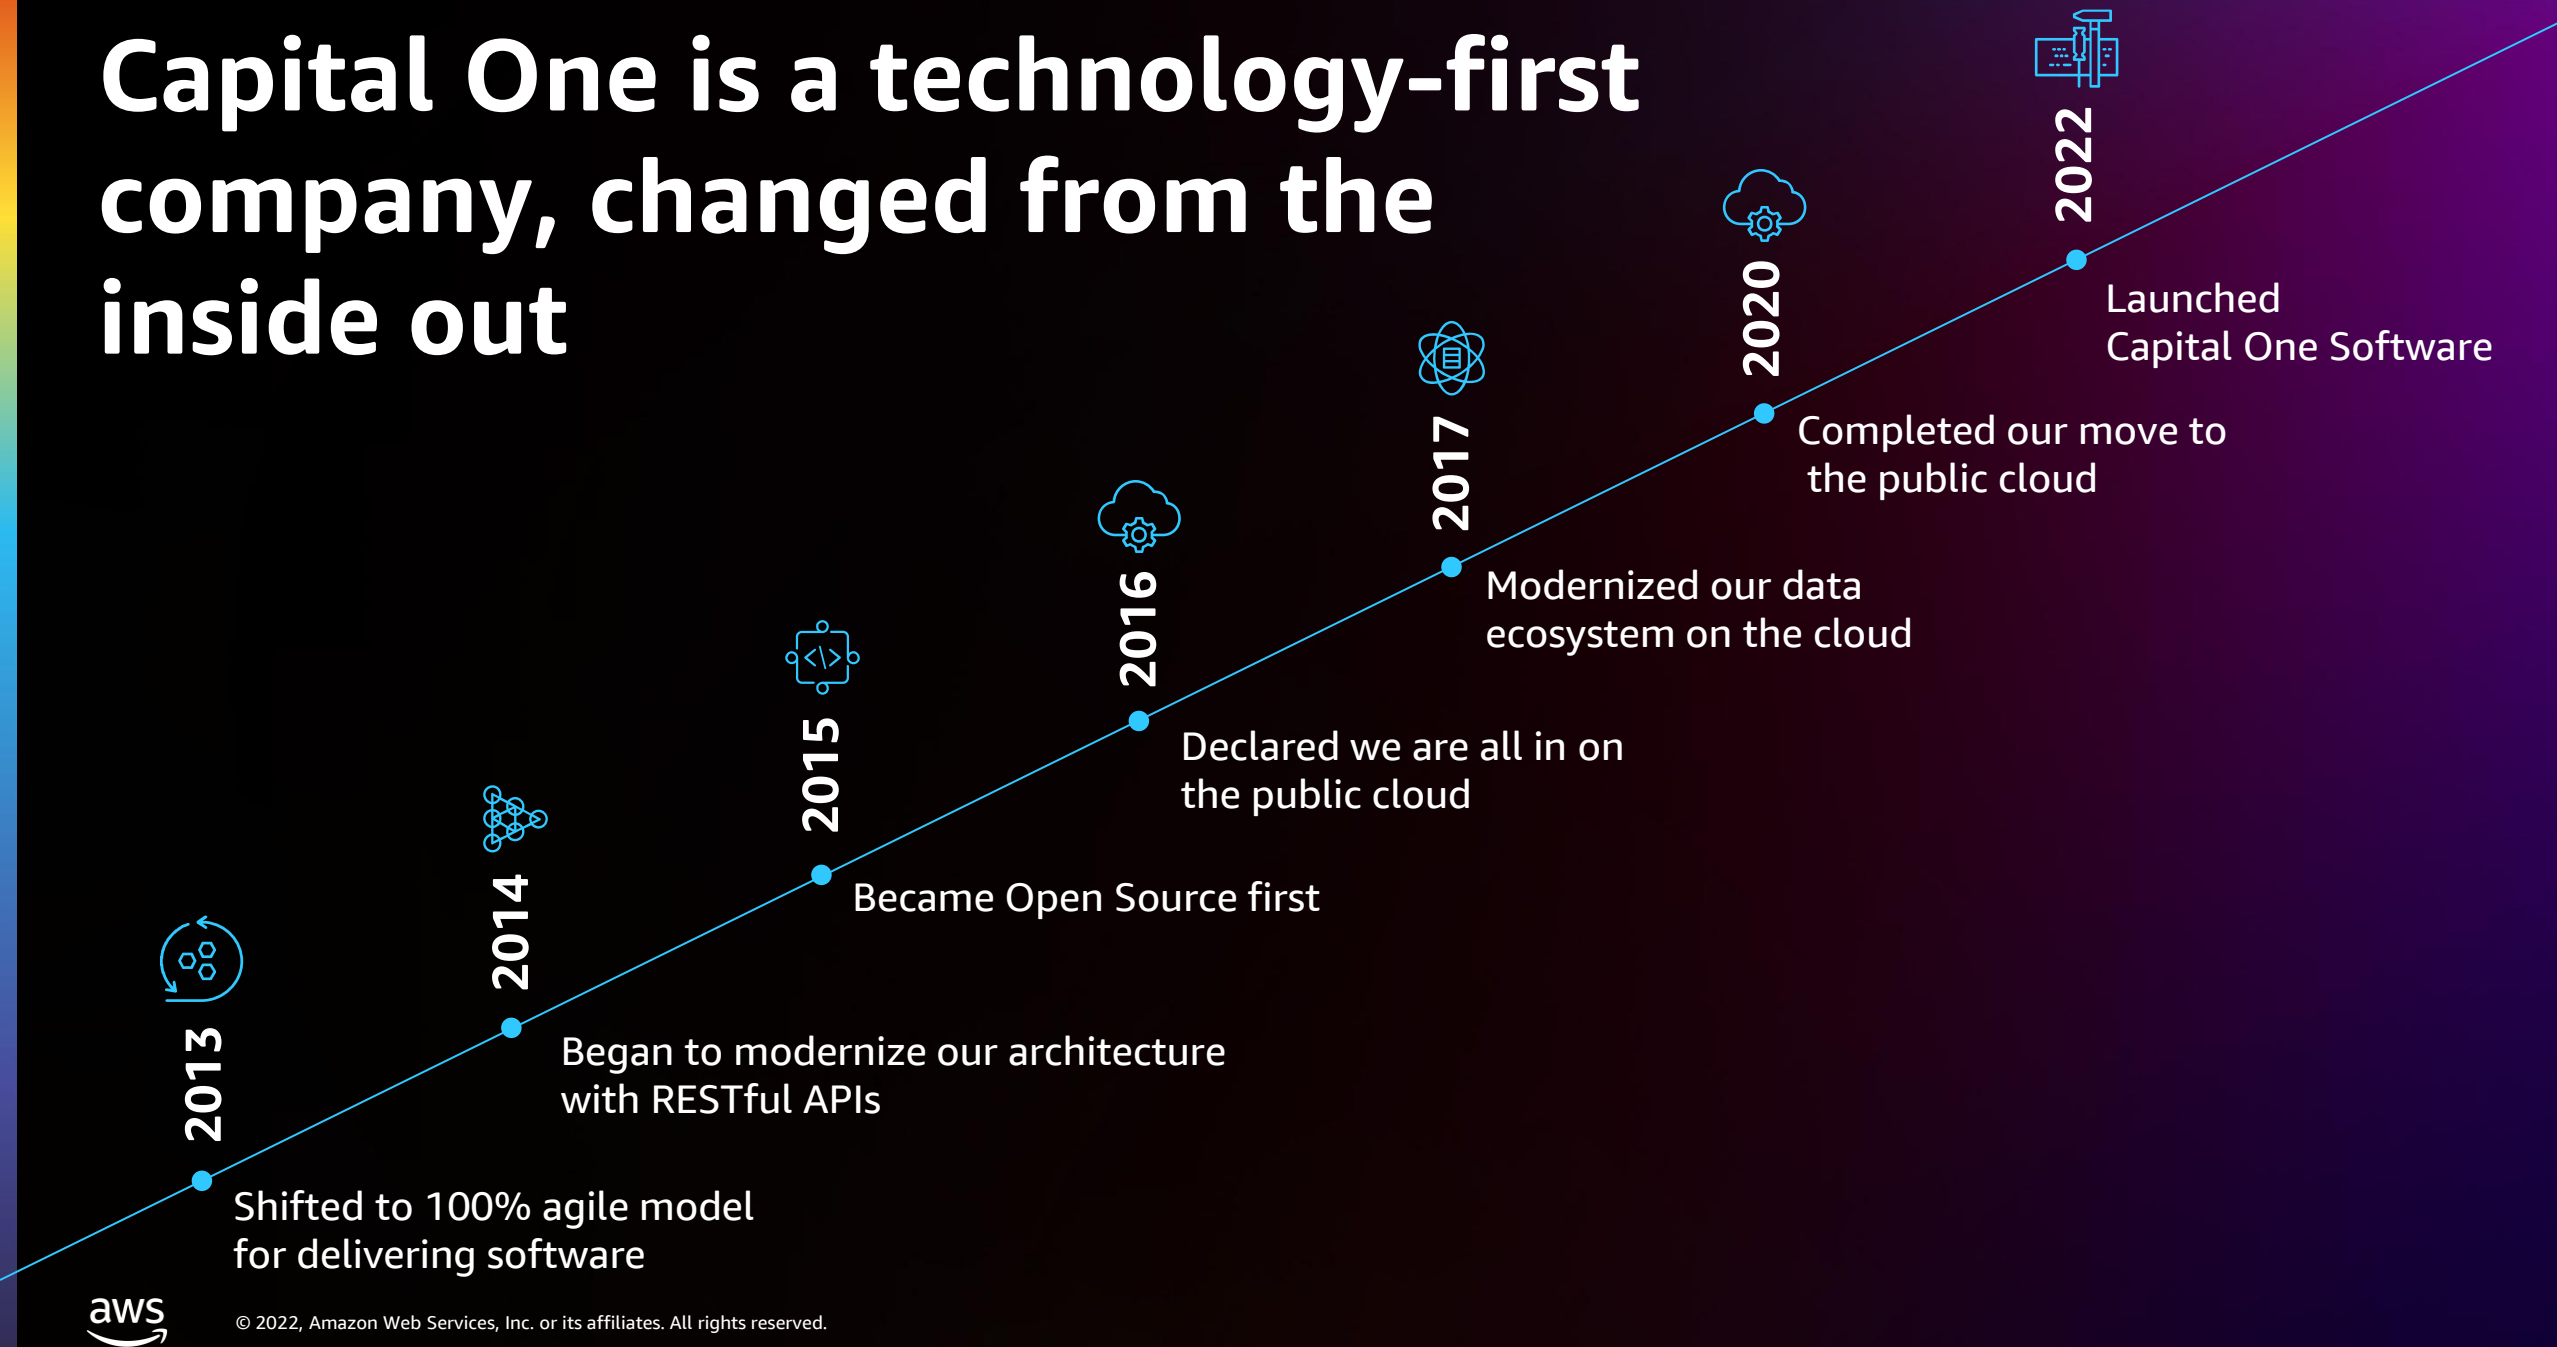 Capital One is a technology-first
company, changed from the
inside out
2013
Shifted to 100% agile model
for delivering software
2014
Began to modernize our architecture
with RESTful APIs
2015
Became Open Source first
2016
Declared we are all in on
the public cloud
2017
Modernized our data
ecosystem on the cloud
2020
Completed our move to
the public cloud
2022
Launched
Capital One Software
aws
© 2022, Amazon Web Services, Inc. or its affiliates. All rights reserved.